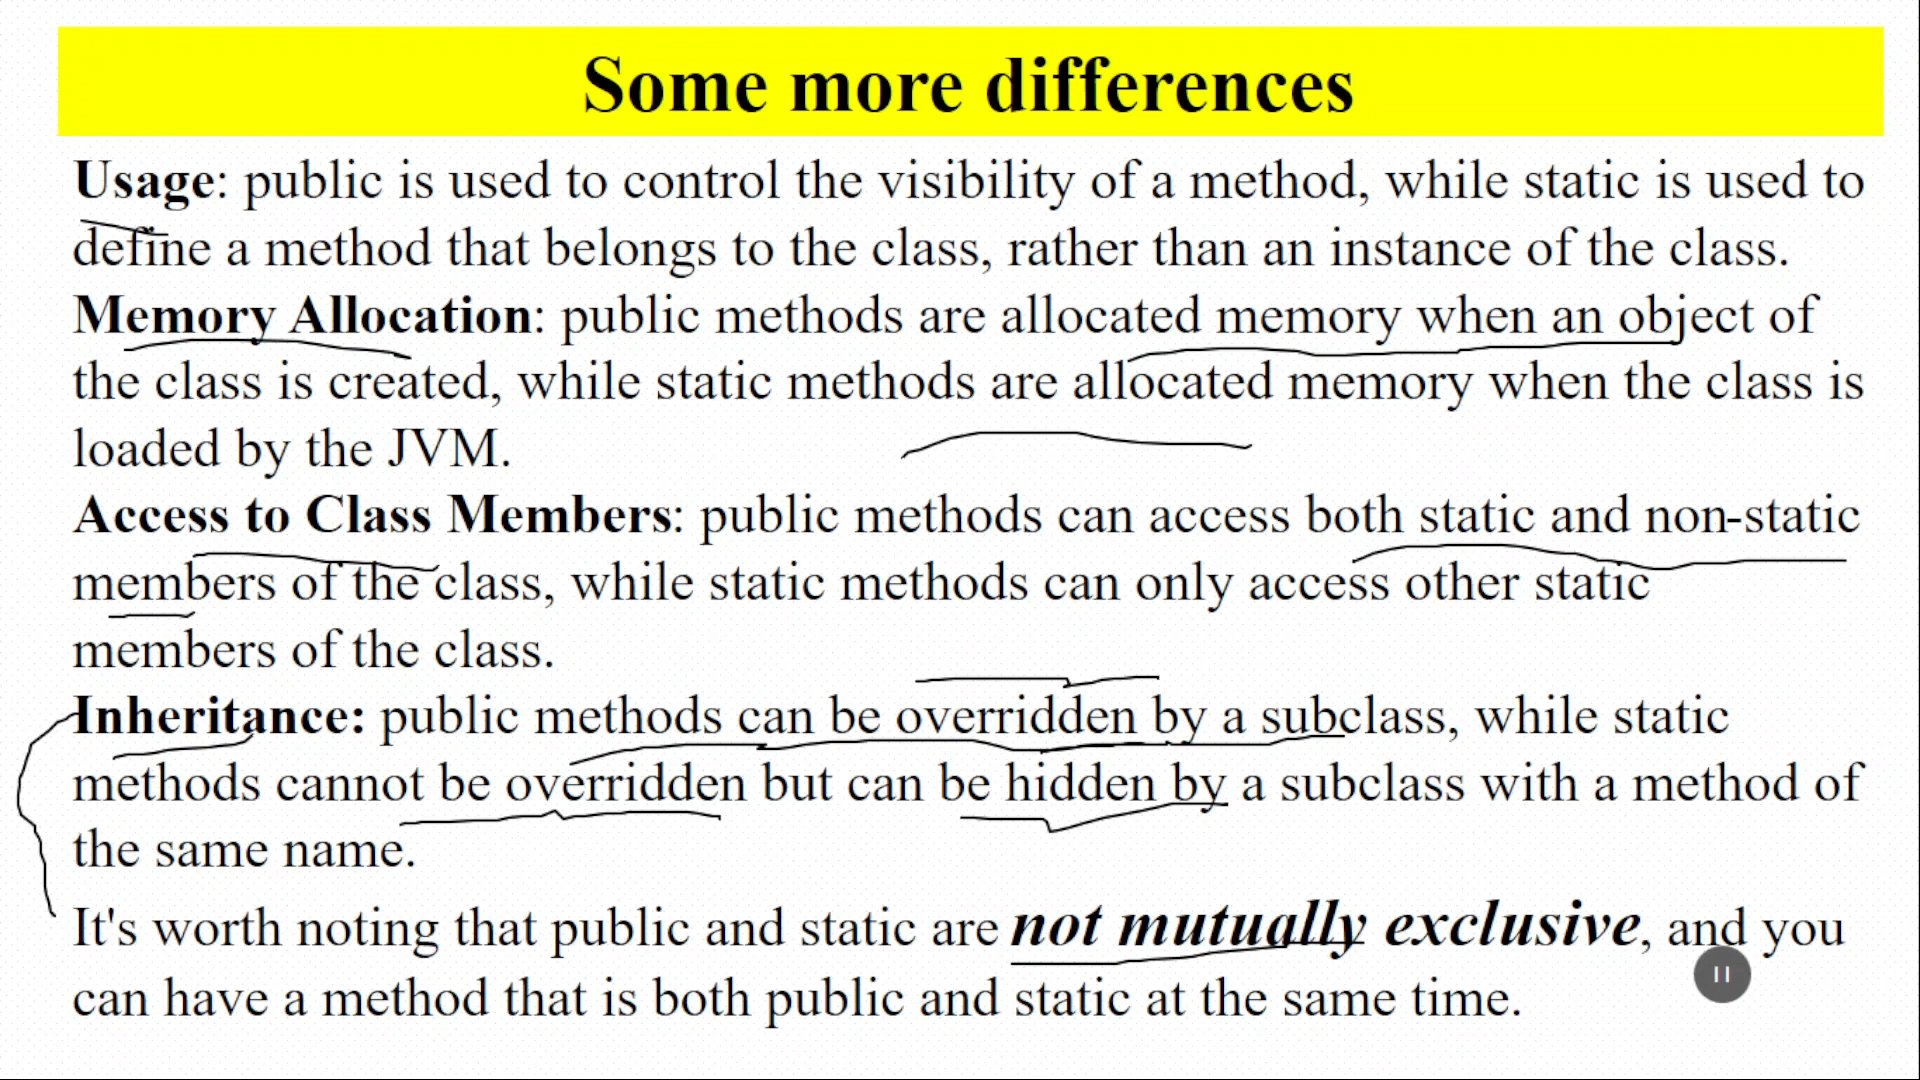 Some more differences
Usage: public is used to control the visibility of a method, while static is used to
define a method that belongs to the class, rather than an instance of the class.
Memory Allocation: public methods are allocated memory when an object of
the class is created, while static methods are allocated memory when the class is
loaded by the JVM.
Access to Class Members: public methods can access both static and non-static
members of the class, while static methods can only access other static
members of the class.
Inheritance: public methods can be overridden by a subclass, while static
methods cannot be overridden but can be hidden by a subclass with a method of
the same name.
It's worth noting that public and static are not mutually exclusive, and you
can have a method that is both public and static at the same time.